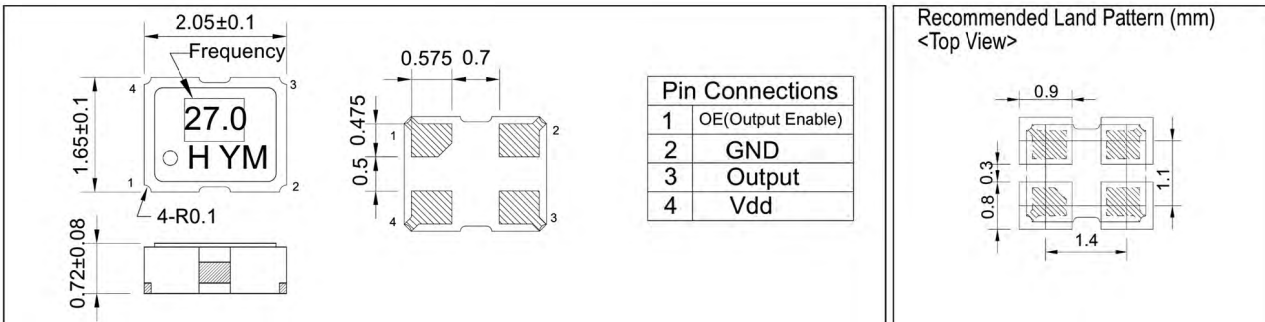 2.05±0.1
Frequency
4
3
27.0
H YM
1
2
1.65±0.1
4-R0.1
0.72±0.08
0.575 0.7
0.475
0.5
1
2
4
3
Pin Connections
1 OE(Output Enable)
2 GND
3 Output
4 Vdd
Recommended Land Pattern (mm)
<Top View>
0.9
0.3
0.8
1.1
1.4